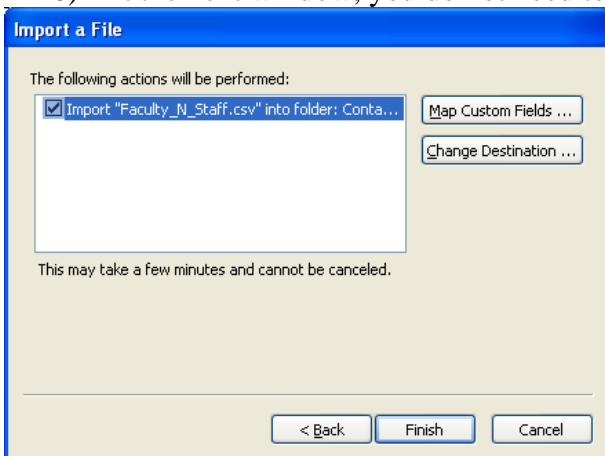 Import a File
The following actions will be performed:
Import "Faculty_N_Staff.csv" into folder: Conta...
Map Custom Fields ...
Change Destination ...
This may take a few minutes and cannot be canceled.
< Back
Finish
Cancel